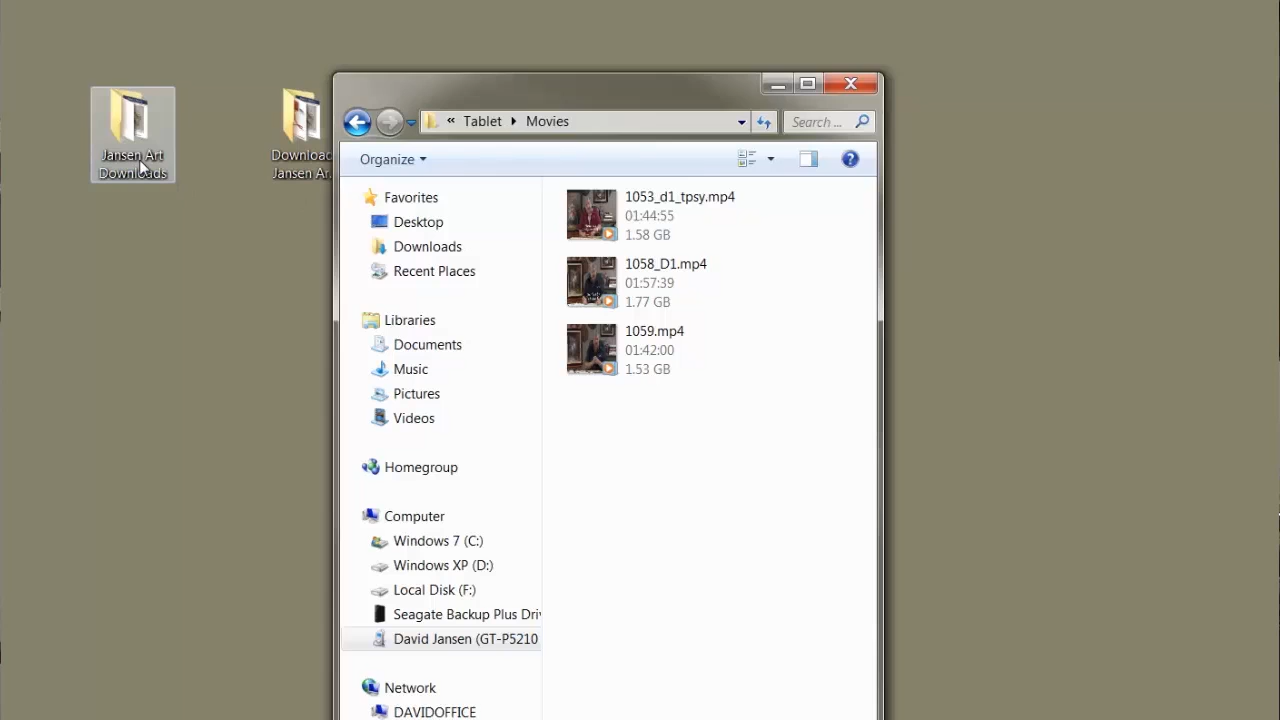 Jansen Art
Downloads
Download
Jansen Ar.
« Tablet Movies
Search ...
Organize
Favorites
Desktop
Downloads
Recent Places
Libraries
Documents
Music
Pictures
Videos
Homegroup
Computer
Windows 7 (C:)
Windows XP (D:)
Local Disk (F:)
Seagate Backup Plus Dri
David Jansen (GT-P5210
Network
DAVIDOFFICE
1053_d1_tpsy.mp4
01:44:55
1.58 GB
1058_D1.mp4
01:57:39
1.77 GB
1059.mp4
01:42:00
1.53 GB